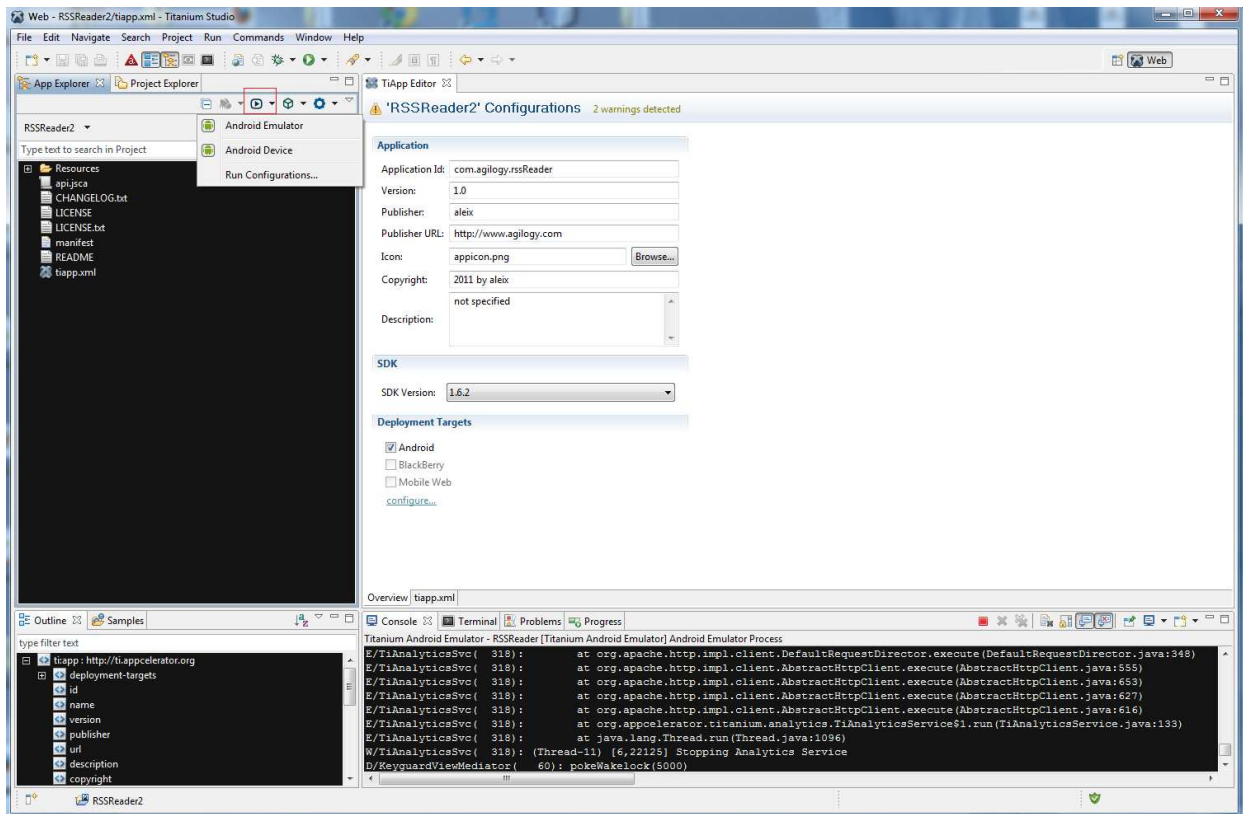 Web - RSSReader2/tiapp.xml - Titanium Studio
File Edit Navigate Search Project Run Commands Window Help
Web
App Explorer
Project Explorer
RSSReader2
Type text to search in Project
Android Emulator
Android Device
Run Configurations...
Resources
api.jsca
CHANGELOG.txt
LICENSE
LICENSE.txt
manifest
README
tiapp.xml
TiApp Editor
'RSSReader2' Configurations 2 warnings detected
Application
Application Id: com.agilogy.rssReader
Version: 1.0
Publisher: aleix
Publisher URL: http://www.agilogy.com
Icon: appicon.png Browse...
Copyright: 2011 by aleix
Description: not specified
SDK
SDK Version: 1.6.2
Deployment Targets
Android
BlackBerry
Mobile Web
configure...
Overview tiapp.xml
Outline Samples
type filter text
ti:app : http://ti.appcelerator.org
deployment-targets
id
name
version
publisher
url
description
copyright
Console Terminal Problems Progress
Titanium Android Emulator - RSSReader [Titanium Android Emulator] Android Emulator Process
E/TiAnalyticsSvc( 318): at org.apache.http.impl.client.DefaultRequestDirector.execute(DefaultRequestDirector.java:348)
E/TiAnalyticsSvc( 318): at org.apache.http.impl.client.AbstractHttpClient.execute(AbstractHttpClient.java:555)
E/TiAnalyticsSvc( 318): at org.apache.http.impl.client.AbstractHttpClient.execute(AbstractHttpClient.java:653)
E/TiAnalyticsSvc( 318): at org.apache.http.impl.client.AbstractHttpClient.execute(AbstractHttpClient.java:627)
E/TiAnalyticsSvc( 318): at org.apache.http.impl.client.AbstractHttpClient.execute(AbstractHttpClient.java:616)
E/TiAnalyticsSvc( 318): at org.appcelerator.titanium.analytics.TiAnalyticsService$1.run(TiAnalyticsService.java:133)
E/TiAnalyticsSvc( 318): at java.lang.Thread.run(Thread.java:1096)
W/TiAnalyticsSvc( 318): (Thread-11) [6,22125] Stopping Analytics Service
D/KeyguardViewMediator( 60): pokeWakelock(5000)
RSSReader2